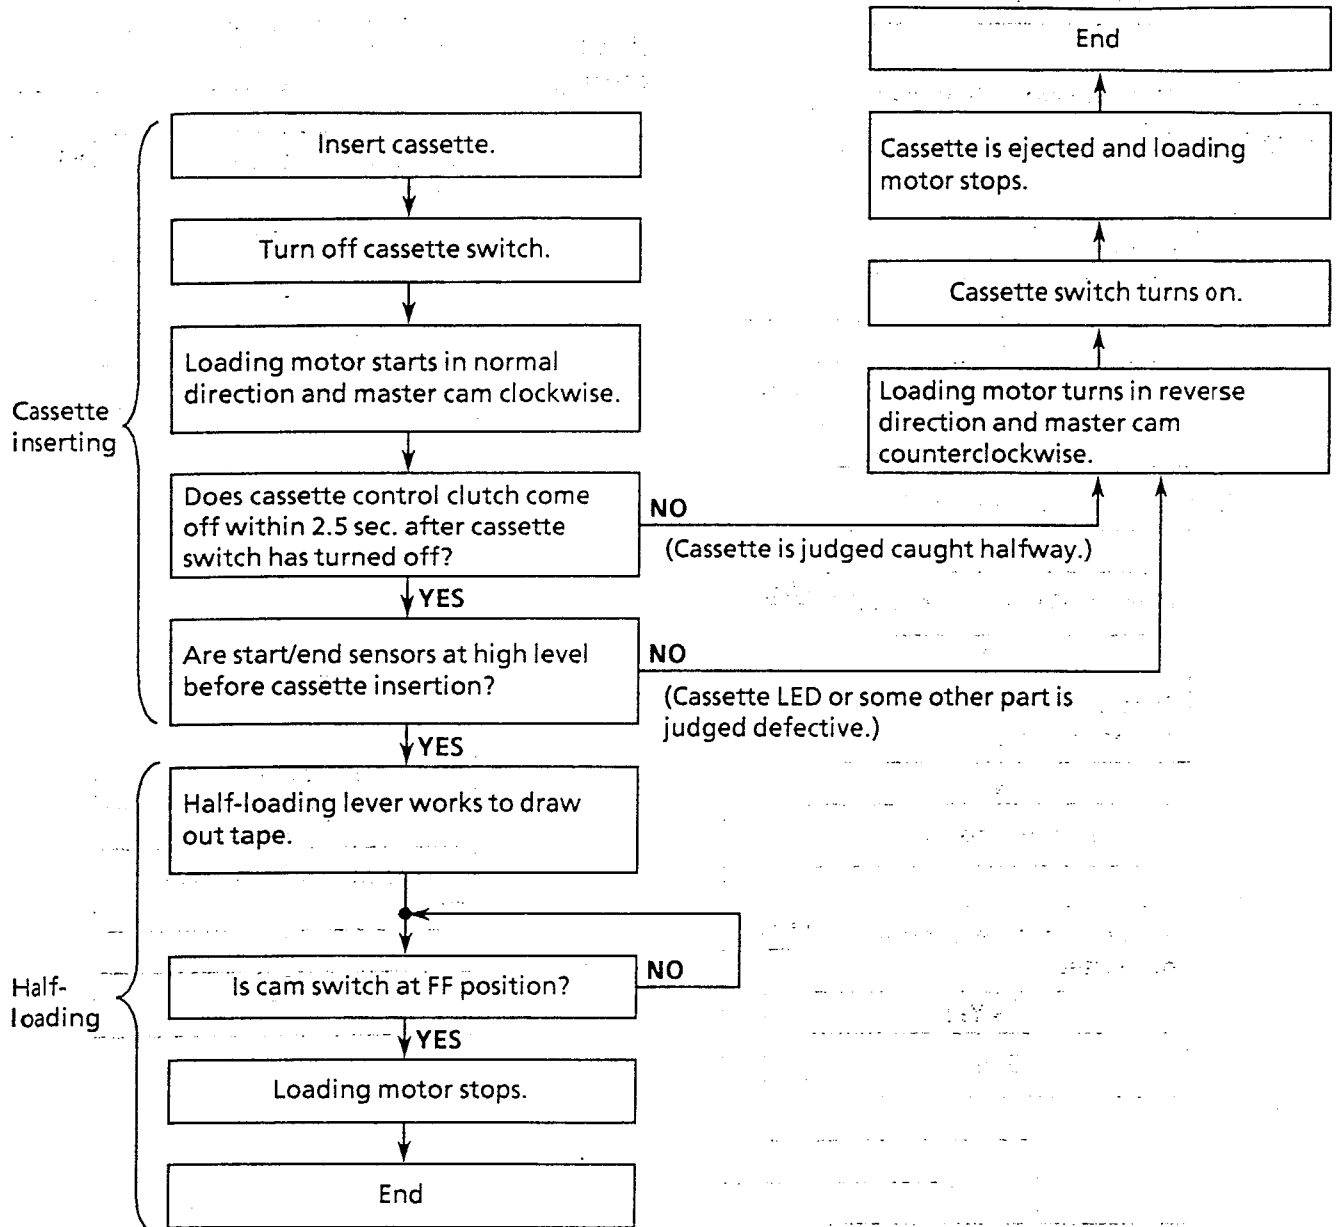 Insert cassette.
Turn off cassette switch.
Loading motor starts in normal
direction and master cam clockwise.
Cassette
inserting
Does cassette control clutch come
off within 2.5 sec. after cassette
switch has turned off?
NO
(Cassette is judged caught halfway.)
YES
Are start/end sensors at high level
before cassette insertion?
NO
(Cassette LED or some other part is
judged defective.)
YES
Half-loading lever works to draw
out tape.
Half-
loading
Is cam switch at FF position?
NO
YES
Loading motor stops.
End
End
Cassette is ejected and loading
motor stops.
Cassette switch turns on.
Loading motor turns in reverse
direction and master cam
counterclockwise.